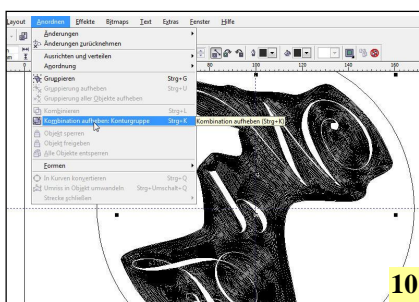 Layout Anordnen Effekte Bitmaps Text Extras Fenster Hilfe
Änderungen
Änderungen zurücknehmen
Ausrichten und verteilen
Anordnung
Gruppieren Strg+G
Gruppierung aufheben Strg+U
Gruppierung aller Objekte aufheben
Kombinieren Strg+L
Kombination aufheben: Konturgruppe Strg+K
Kombination aufheben (Strg+K)
Objekt sperren
Objekt freigeben
Alle Objekte entsperren
Formen
In Kurven konvertieren Strg+Q
Umriss in Objekt umwandeln Strg+Umschalt+Q
Strecke schließen
mm
0
80
100
120
140
160
10